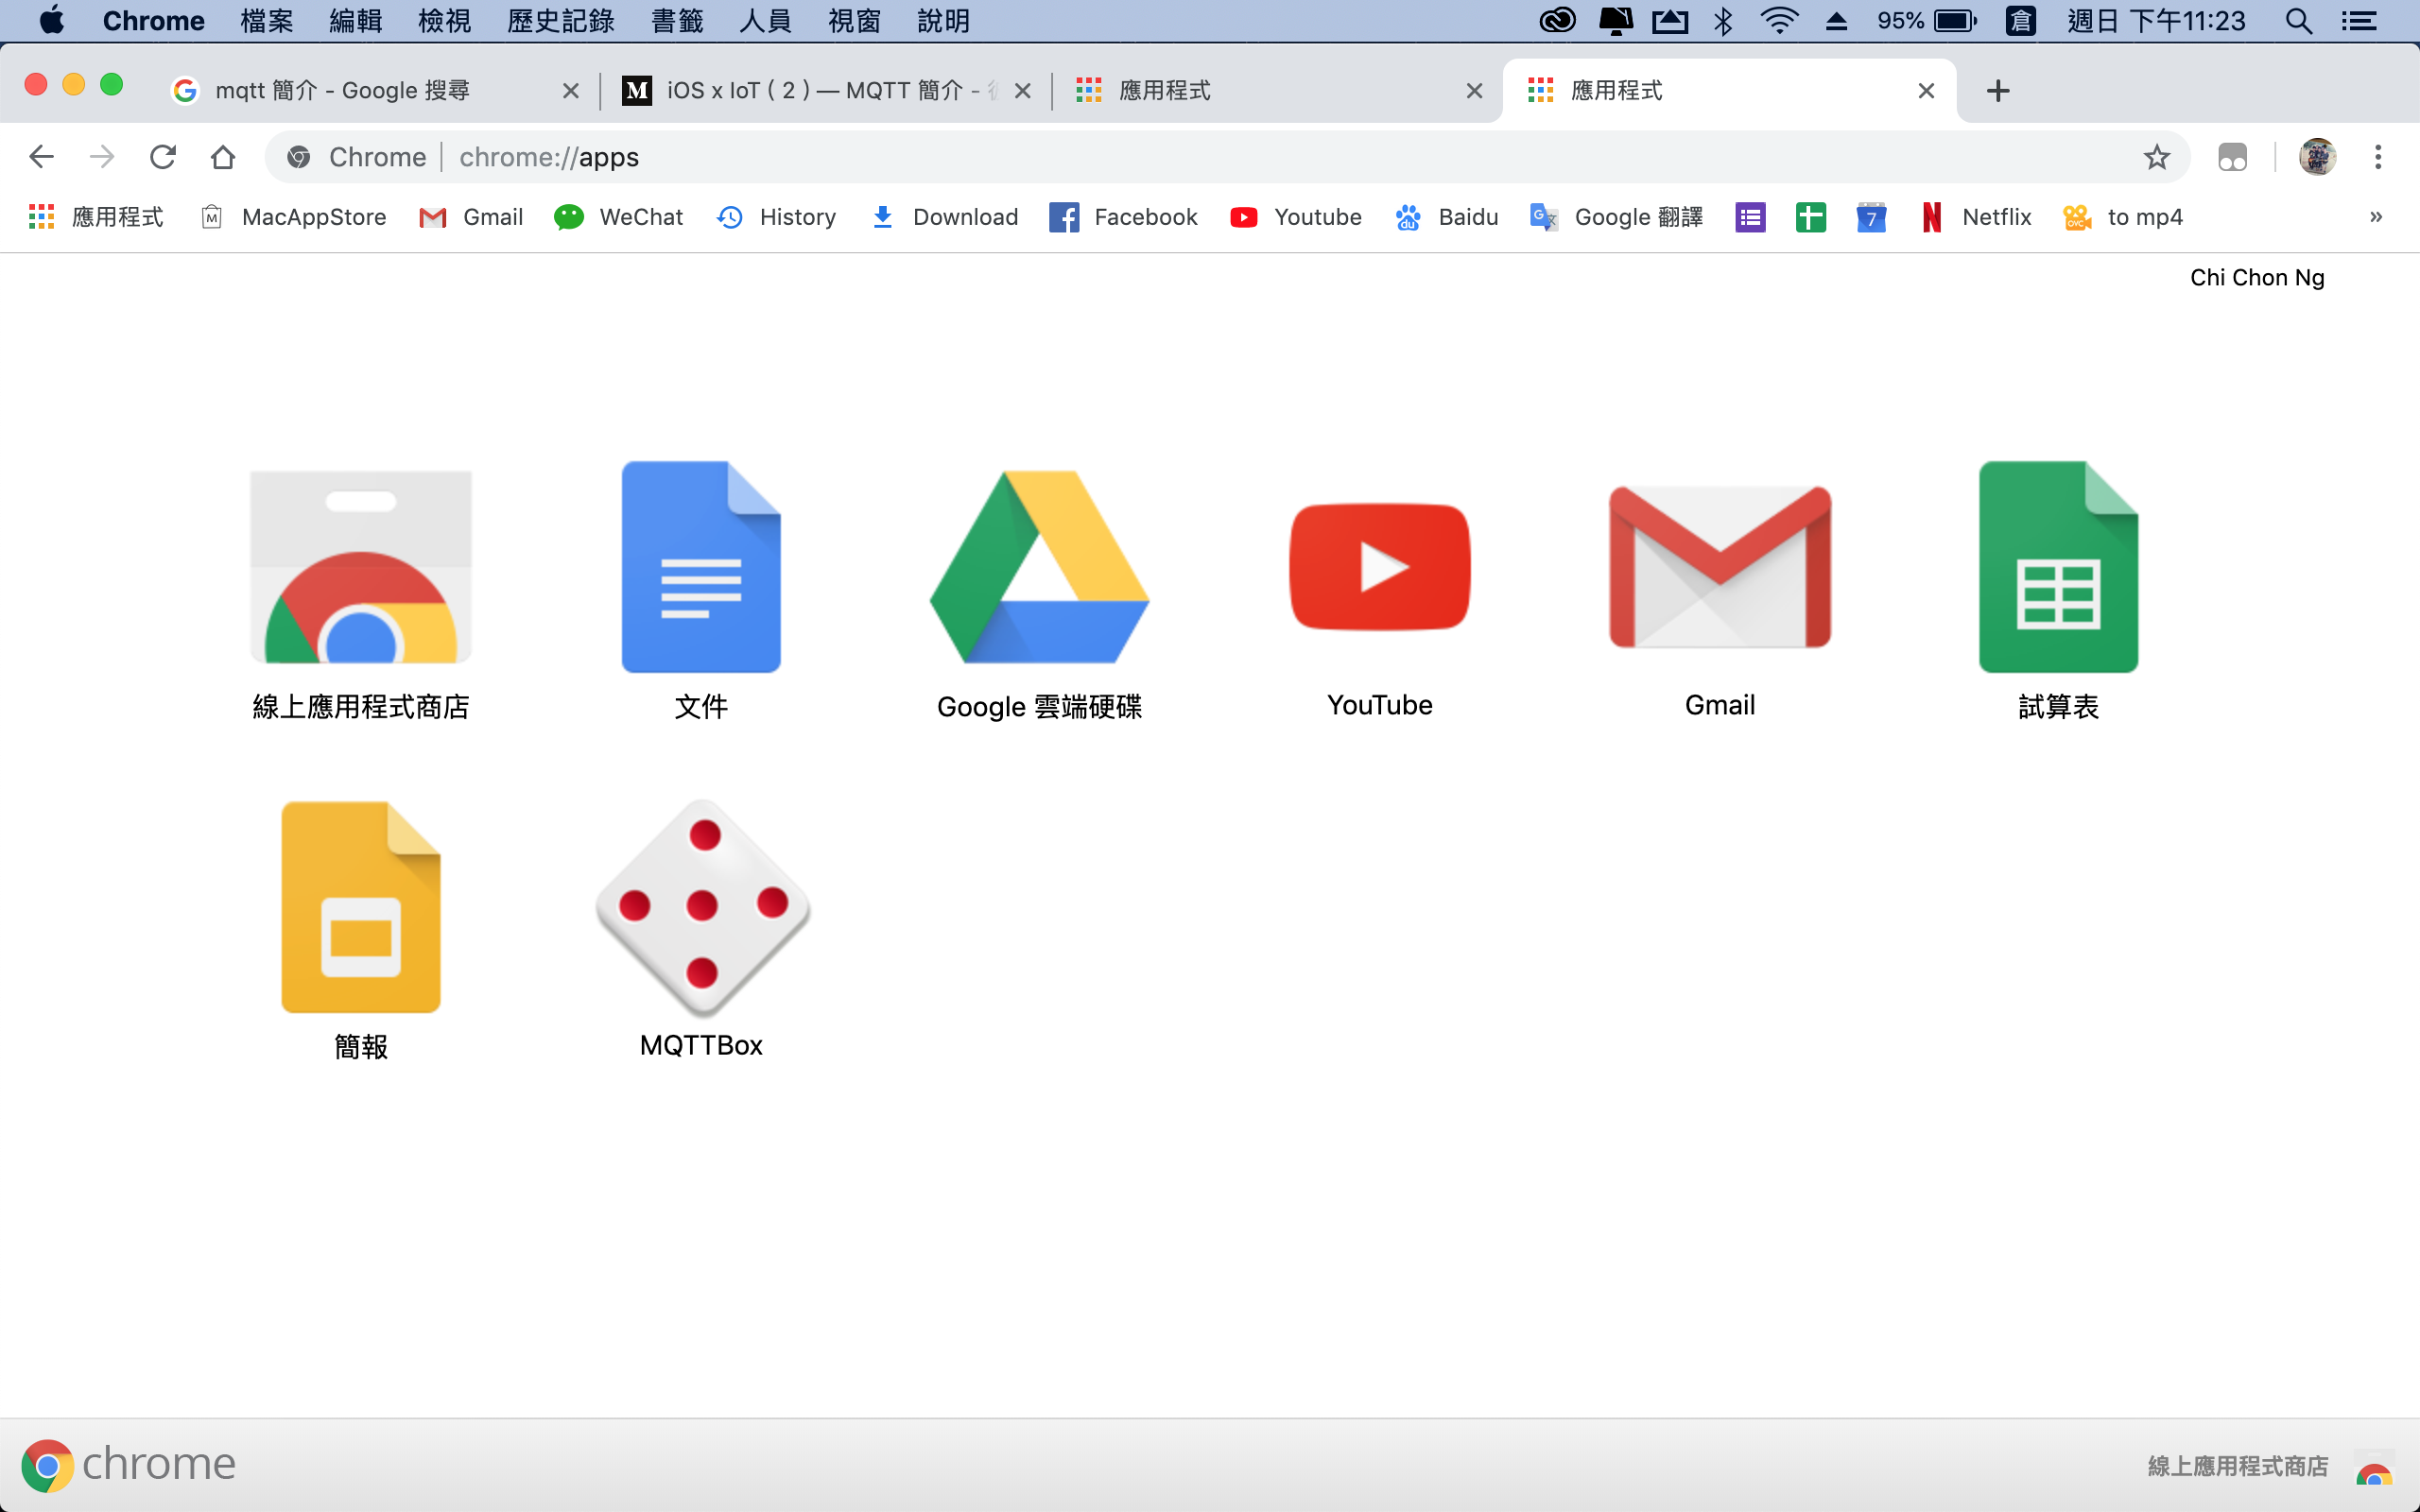 Chrome 檔案 編輯 檢視 歷史記錄 書籤 人員 視窗 說明 95% 倉 週日 下午11:23
mqtt 簡介 - Google 搜尋 iOS x IoT ( 2 ) — MQTT 簡介 - 應用程式 應用程式
Chrome chrome://apps
應用程式 MacAppStore Gmail WeChat History Download Facebook Youtube Baidu Google 翻譯 7 Netflix to mp4 »
Chi Chon Ng
線上應用程式商店 文件 Google 雲端硬碟 YouTube Gmail 試算表
簡報 MQTTBox
chrome 線上應用程式商店